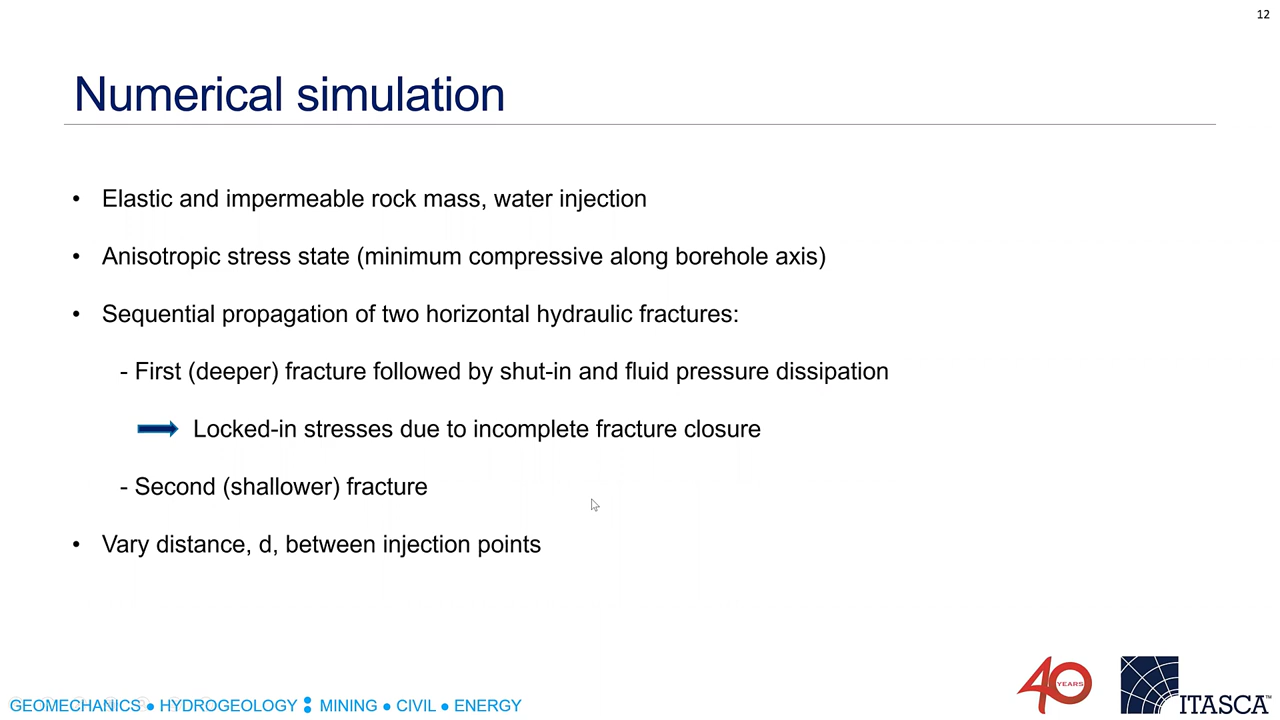 12
Numerical simulation
• Elastic and impermeable rock mass, water injection
• Anisotropic stress state (minimum compressive along borehole axis)
• Sequential propagation of two horizontal hydraulic fractures:
- First (deeper) fracture followed by shut-in and fluid pressure dissipation
Locked-in stresses due to incomplete fracture closure
- Second (shallower) fracture
• Vary distance, d, between injection points
40 YEARS
ITASCA™
GEOMECHANICS ● HYDROGEOLOGY : MINING ● CIVIL ● ENERGY